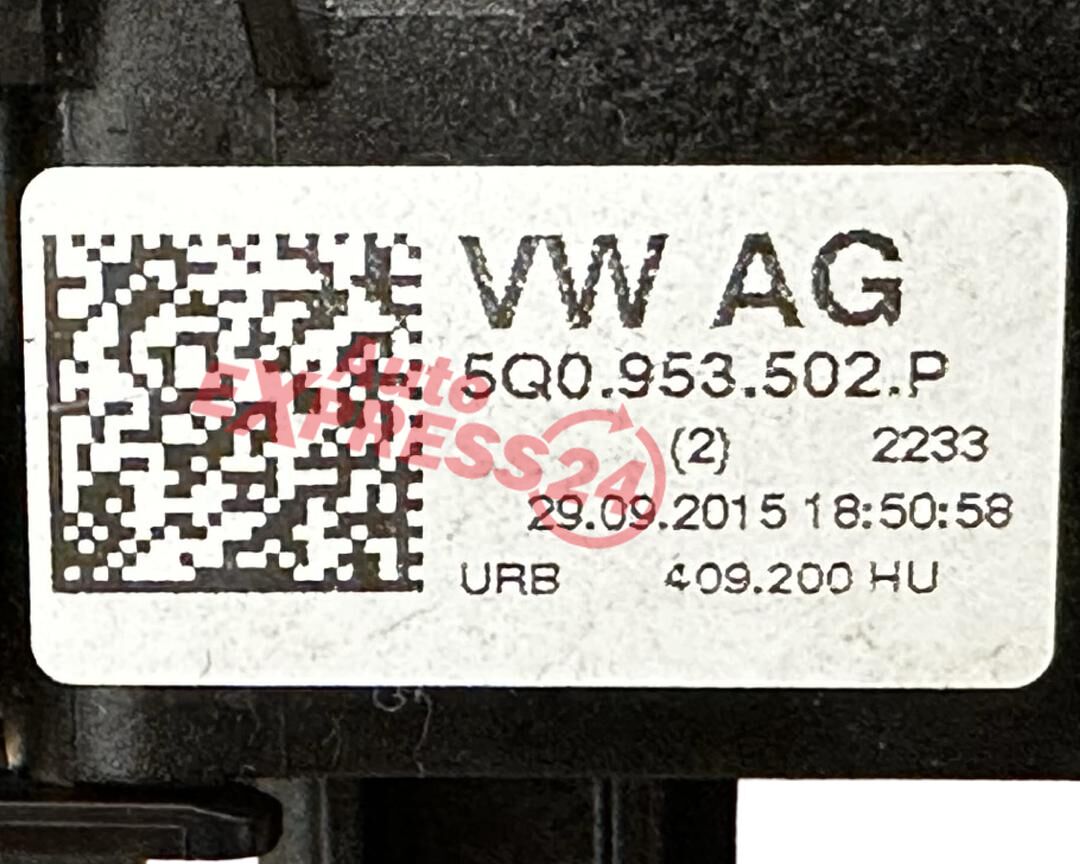 VW AG
5Q0.953.502.P
(2) 2233
29.09.2015 18:50:58
URB 409.200 HU
Auto
EXPRESS24